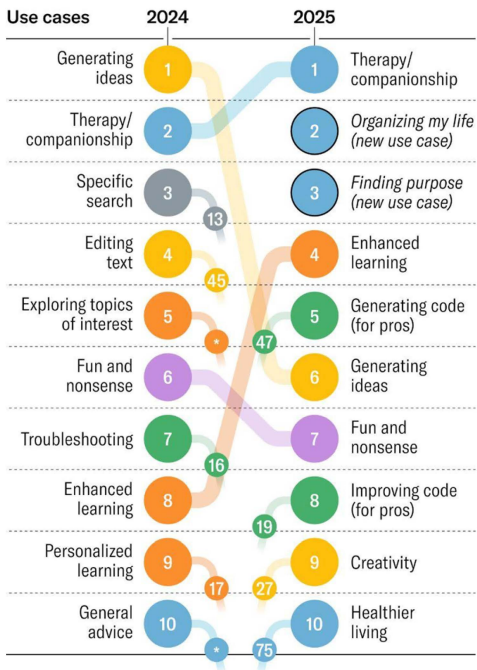 Use cases 2024 2025
Generating
ideas
1
1
Therapy/
companionship
Therapy/
companionship
2
2
Organizing my life
(new use case)
Specific
search
3
13
3
Finding purpose
(new use case)
Editing
text
4
45
4
Enhanced
learning
Exploring topics
of interest
5
*
47
5
Generating code
(for pros)
Fun and
nonsense
6
6
Generating
ideas
Troubleshooting
7
16
7
Fun and
nonsense
Enhanced
learning
8
19
8
Improving code
(for pros)
Personalized
learning
9
17
27
9
Creativity
General
advice
10
*
75
10
Healthier
living